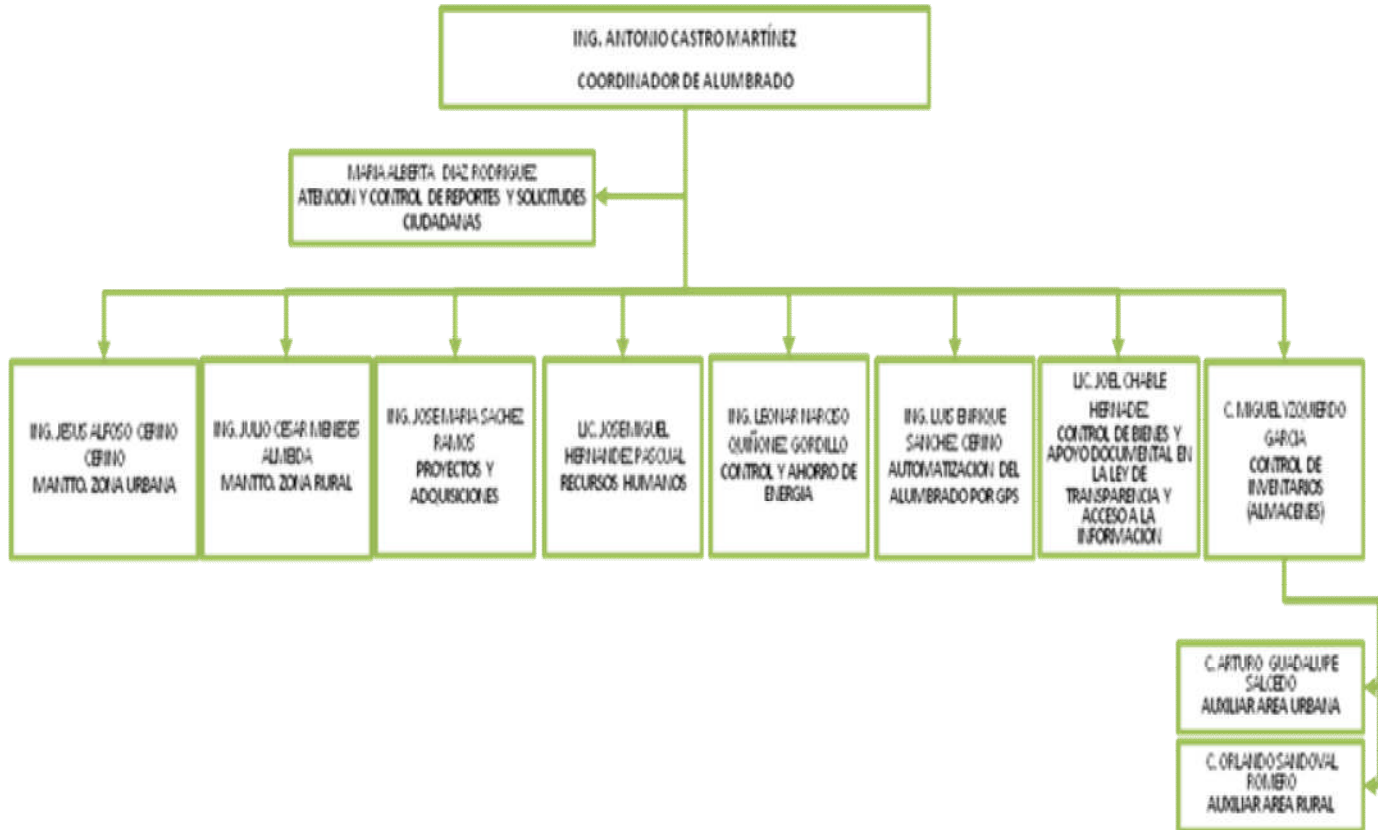 ING. ANTONIO CASTRO MARTÍNEZ
COORDINADOR DE ALUMBRADO
MARIA ALBERTA DIAZ RODRIGUEZ
ATENCION Y CONTROL DE REPORTES Y SOLICITUDES
CIUDADANAS
ING. JESUS ALFOSO CERINO
CERINO
MANTTO. ZONA URBANA
ING. JULIO CESAR MENESES
ALMEIDA
MANTTO. ZONA RURAL
ING. JOSE MARIA SACHEZ
RAMOS
PROYECTOS Y
ADQUISICIONES
LIC. JOSE MIGUEL
HERNANDEZ PASCUAL
RECURSOS HUMANOS
ING. LEONAR NARCISO
QUIÑONEZ GORDILLO
CONTROL Y AHORRO DE
ENERGIA
ING. LUIS ENRIQUE
SANCHEZ CERINO
AUTOMATIZACION DEL
ALUMBRADO POR GPS
LIC. JOEL CHABLE
HERNADEZ
CONTROL DE BIENES Y
APOYO DOCUMENTAL EN
LA LEY DE
TRANSPARENCIA Y
ACCESO A LA
INFORMACION
C. MIGUEL YZQUIERDO
GARCIA
CONTROL DE
INVENTARIOS
(ALMACENES)
C. ARTURO GUADALUPE
SALCEDO
AUXILIAR AREA URBANA
C. ORLANDO SANDOVAL
ROMERO
AUXILIAR AREA RURAL